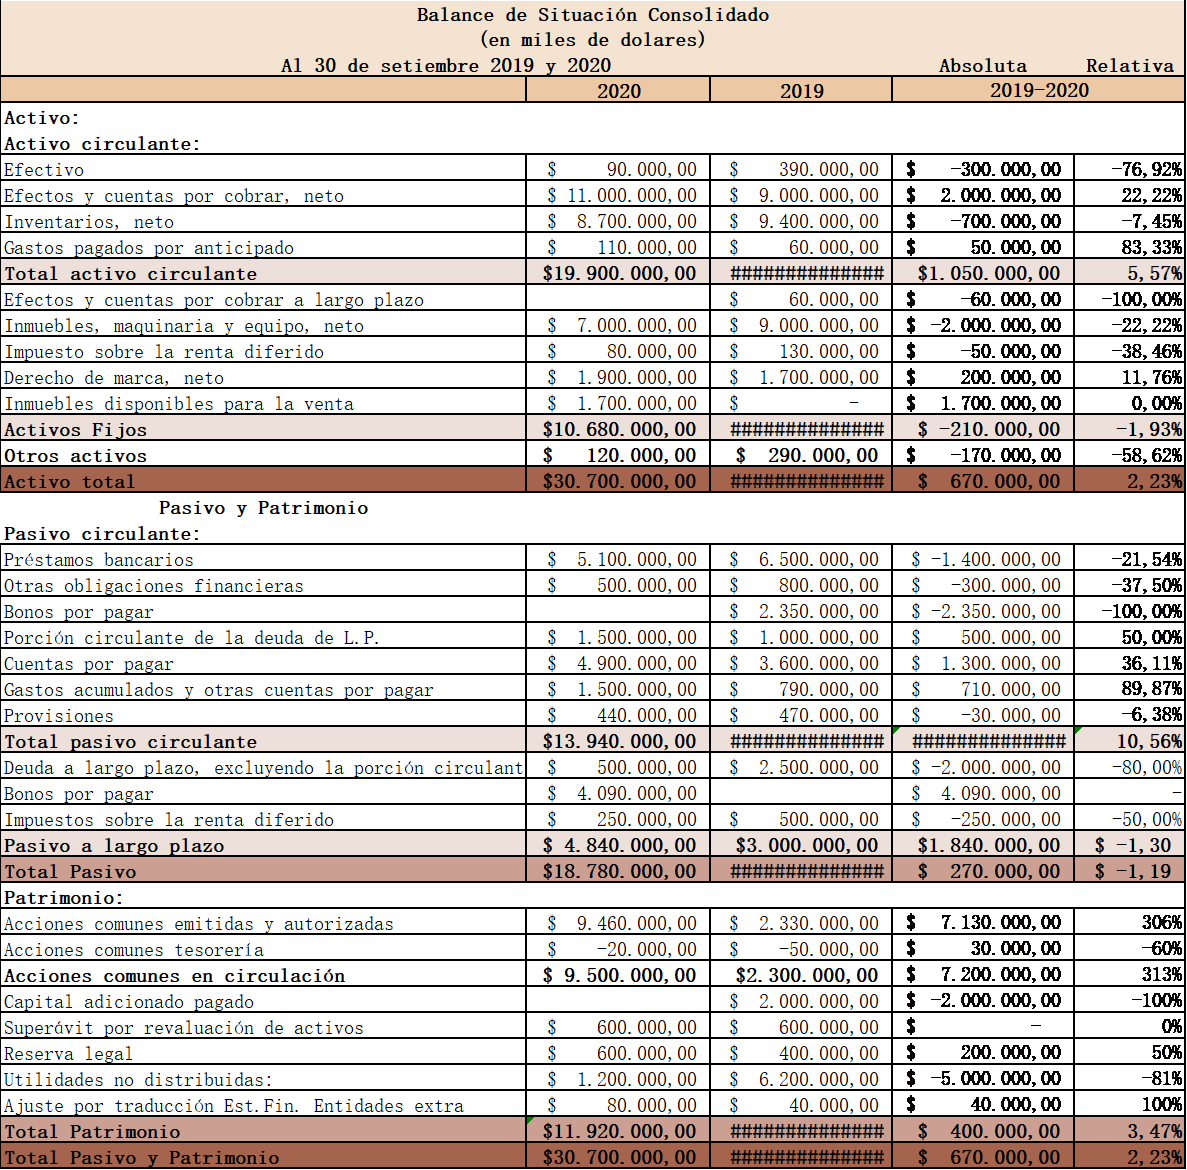 Balance de Situación Consolidado
(en miles de dolares)
Al 30 de setiembre 2019 y 2020 Absoluta Relativa
2020 2019 2019-2020
Activo:
Activo circulante:
Efectivo $ 90.000,00 $ 390.000,00 $ -300.000,00 -76,92%
Efectos y cuentas por cobrar, neto $ 11.000.000,00 $ 9.000.000,00 $ 2.000.000,00 22,22%
Inventarios, neto $ 8.700.000,00 $ 9.400.000,00 $ -700.000,00 -7,45%
Gastos pagados por anticipado $ 110.000,00 $ 60.000,00 $ 50.000,00 83,33%
Total activo circulante $19.900.000,00 ############## $1.050.000,00 5,57%
Efectos y cuentas por cobrar a largo plazo $ 60.000,00 $ -60.000,00 -100,00%
Inmuebles, maquinaria y equipo, neto $ 7.000.000,00 $ 9.000.000,00 $ -2.000.000,00 -22,22%
Impuesto sobre la renta diferido $ 80.000,00 $ 130.000,00 $ -50.000,00 -38,46%
Derecho de marca, neto $ 1.900.000,00 $ 1.700.000,00 $ 200.000,00 11,76%
Inmuebles disponibles para la venta $ 1.700.000,00 $ - $ 1.700.000,00 0,00%
Activos Fijos $10.680.000,00 ############## $ -210.000,00 -1,93%
Otros activos $ 120.000,00 $ 290.000,00 $ -170.000,00 -58,62%
Activo total $30.700.000,00 ############## $ 670.000,00 2,23%
Pasivo y Patrimonio
Pasivo circulante:
Préstamos bancarios $ 5.100.000,00 $ 6.500.000,00 $ -1.400.000,00 -21,54%
Otras obligaciones financieras $ 500.000,00 $ 800.000,00 $ -300.000,00 -37,50%
Bonos por pagar $ 2.350.000,00 $ -2.350.000,00 -100,00%
Porción circulante de la deuda de L.P. $ 1.500.000,00 $ 1.000.000,00 $ 500.000,00 50,00%
Cuentas por pagar $ 4.900.000,00 $ 3.600.000,00 $ 1.300.000,00 36,11%
Gastos acumulados y otras cuentas por pagar $ 1.500.000,00 $ 790.000,00 $ 710.000,00 89,87%
Provisiones $ 440.000,00 $ 470.000,00 $ -30.000,00 -6,38%
Total pasivo circulante $13.940.000,00 ############## ############## 10,56%
Deuda a largo plazo, excluyendo la porción circulant $ 500.000,00 $ 2.500.000,00 $ -2.000.000,00 -80,00%
Bonos por pagar $ 4.090.000,00 $ 4.090.000,00 -
Impuestos sobre la renta diferido $ 250.000,00 $ 500.000,00 $ -250.000,00 -50,00%
Pasivo a largo plazo $ 4.840.000,00 $3.000.000,00 $1.840.000,00 $ -1,30
Total Pasivo $18.780.000,00 ############## $ 270.000,00 $ -1,19
Patrimonio:
Acciones comunes emitidas y autorizadas $ 9.460.000,00 $ 2.330.000,00 $ 7.130.000,00 306%
Acciones comunes tesorería $ -20.000,00 $ -50.000,00 $ 30.000,00 -60%
Acciones comunes en circulación $ 9.500.000,00 $2.300.000,00 $ 7.200.000,00 313%
Capital adicionado pagado $ 2.000.000,00 $ -2.000.000,00 -100%
Superávit por revaluación de activos $ 600.000,00 $ 600.000,00 $ - 0%
Reserva legal $ 600.000,00 $ 400.000,00 $ 200.000,00 50%
Utilidades no distribuidas: $ 1.200.000,00 $ 6.200.000,00 $ -5.000.000,00 -81%
Ajuste por traducción Est.Fin. Entidades extra $ 80.000,00 $ 40.000,00 $ 40.000,00 100%
Total Patrimonio $11.920.000,00 ############## $ 400.000,00 3,47%
Total Pasivo y Patrimonio $30.700.000,00 ############## $ 670.000,00 2,23%